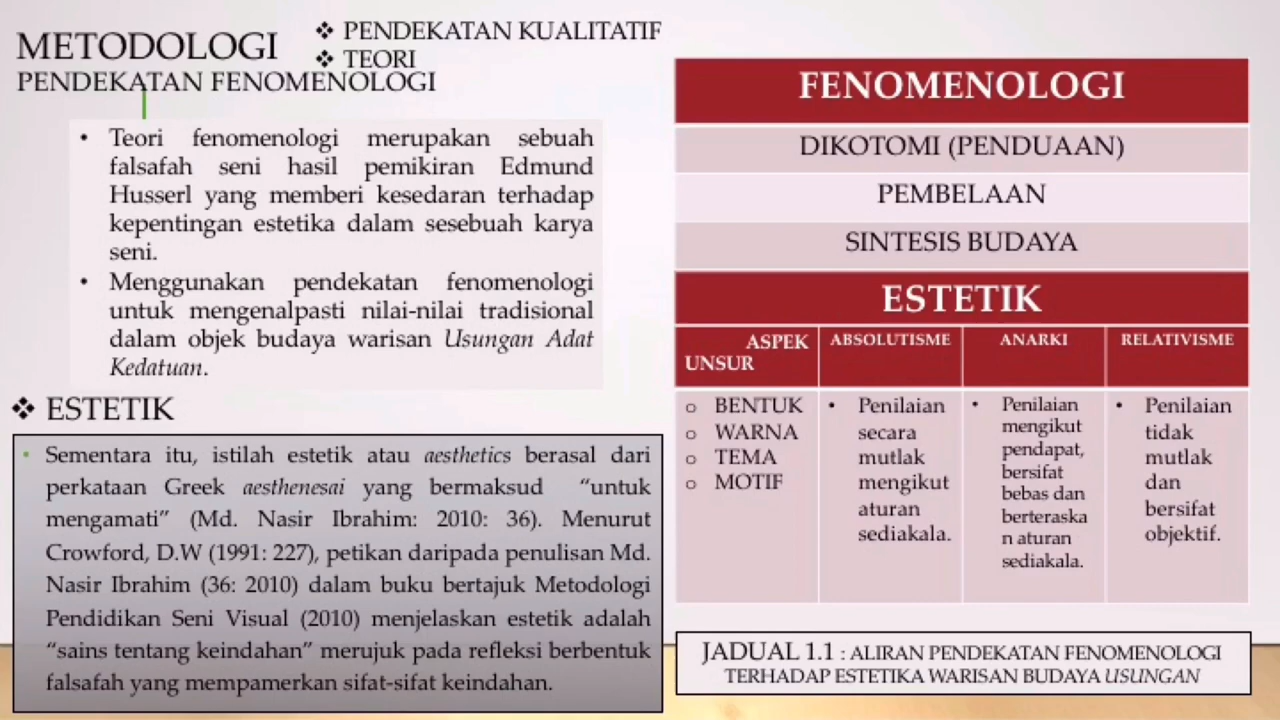 METODOLOGI
❖ PENDEKATAN KUALITATIF
❖ TEORI
PENDEKATAN FENOMENOLOGI
• Teori fenomenologi merupakan sebuah
falsafah seni hasil pemikiran Edmund
Husserl yang memberi kesedaran terhadap
kepentingan estetika dalam sesebuah karya
seni.
• Menggunakan pendekatan fenomenologi
untuk mengenalpasti nilai-nilai tradisional
dalam objek budaya warisan Usungan Adat
Kedatuan.
❖ ESTETIK
• Sementara itu, istilah estetik atau aesthetics berasal dari
perkataan Greek aesthenesai yang bermaksud “untuk
mengamati” (Md. Nasir Ibrahim: 2010: 36). Menurut
Crowford, D.W (1991: 227), petikan daripada penulisan Md.
Nasir Ibrahim (36: 2010) dalam buku bertajuk Metodologi
Pendidikan Seni Visual (2010) menjelaskan estetik adalah
“sains tentang keindahan” merujuk pada refleksi berbentuk
falsafah yang mempamerkan sifat-sifat keindahan.
FENOMENOLOGI
DIKOTOMI (PENDUAAN)
PEMBELAAN
SINTESIS BUDAYA
ESTETIK
ASPEK
UNSUR
ABSOLUTISME
ANARKI
RELATIVISME
o BENTUK
o WARNA
o TEMA
o MOTIF
• Penilaian
secara
mutlak
mengikut
aturan
sediakala.
• Penilaian
mengikut
pendapat,
bersifat
bebas dan
berteraska
n aturan
sediakala.
• Penilaian
tidak
mutlak
dan
bersifat
objektif.
JADUAL 1.1 : ALIRAN PENDEKATAN FENOMENOLOGI
TERHADAP ESTETIKA WARISAN BUDAYA USUNGAN